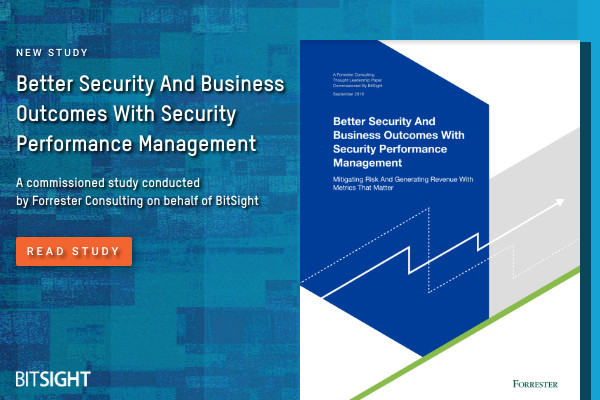 NEW STUDY
Better Security And Business
Outcomes With Security
Performance Management
A commissioned study conducted
by Forrester Consulting on behalf of BitSight
READ STUDY
BITSIGHT
A Forrester Consulting
Thought Leadership Paper
Commissioned By BitSight
September 2019
Better Security And
Business Outcomes With
Security Performance
Management
Mitigating Risk And Generating Revenue With
Metrics That Matter
FORRESTER